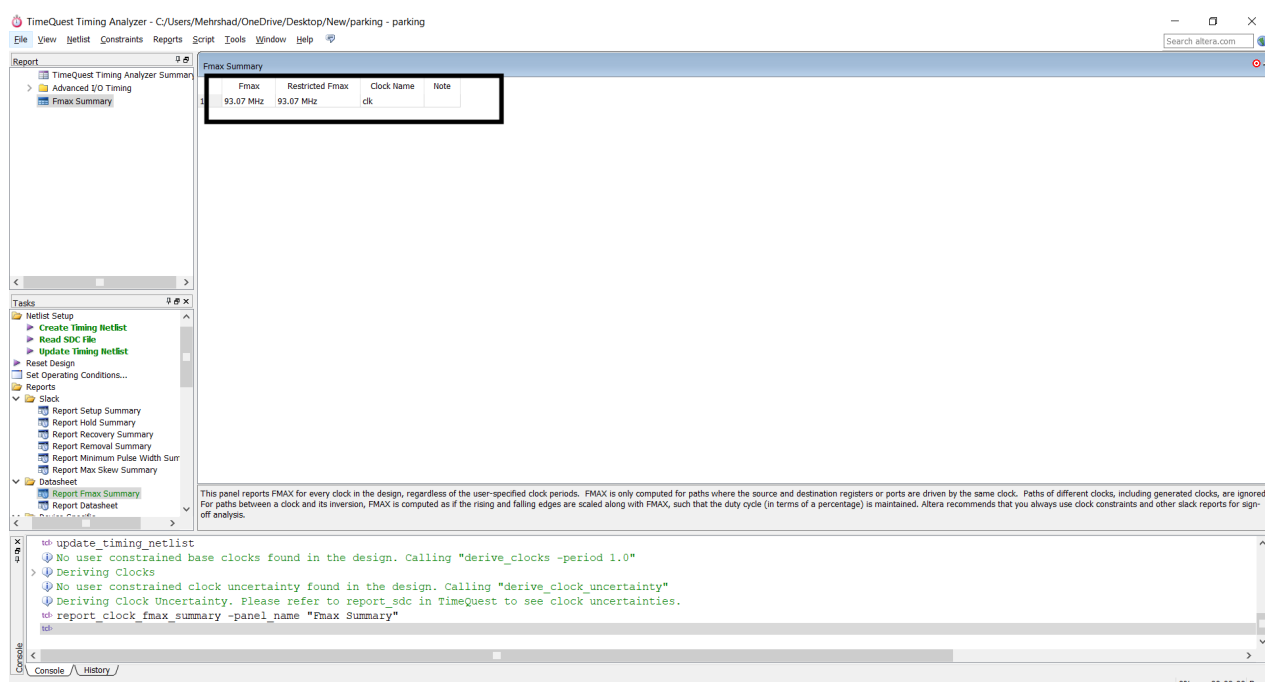 TimeQuest Timing Analyzer - C:/Users/Mehrshad/OneDrive/Desktop/New/parking - parking
File View Netlist Constraints Reports Script Tools Window Help
Search altera.com
Report
TimeQuest Timing Analyzer Summary
Advanced I/O Timing
Fmax Summary
Fmax Summary
Fmax Restricted Fmax Clock Name Note
1 93.07 MHz 93.07 MHz clk
Tasks
Netlist Setup
Create Timing Netlist
Read SDC File
Update Timing Netlist
Reset Design
Set Operating Conditions...
Reports
Slack
Report Setup Summary
Report Hold Summary
Report Recovery Summary
Report Removal Summary
Report Minimum Pulse Width Sum
Report Max Skew Summary
Datasheet
Report Fmax Summary
Report Datasheet
This panel reports FMAX for every clock in the design, regardless of the user-specified clock periods. FMAX is only computed for paths where the source and destination registers or ports are driven by the same clock. Paths of different clocks, including generated clocks, are ignored.
For paths between a clock and its inversion, FMAX is computed as if the rising and falling edges are scaled along with FMAX, such that the duty cycle (in terms of a percentage) is maintained. Altera recommends that you always use clock constraints and other slack reports for sign-
off analysis.
tcl> update_timing_netlist
No user constrained base clocks found in the design. Calling "derive_clocks -period 1.0"
Deriving Clocks
No user constrained clock uncertainty found in the design. Calling "derive_clock_uncertainty"
Deriving Clock Uncertainty. Please refer to report_sdc in TimeQuest to see clock uncertainties.
tcl> report_clock_fmax_summary -panel_name "Fmax Summary"
tcl>
Console
Console History